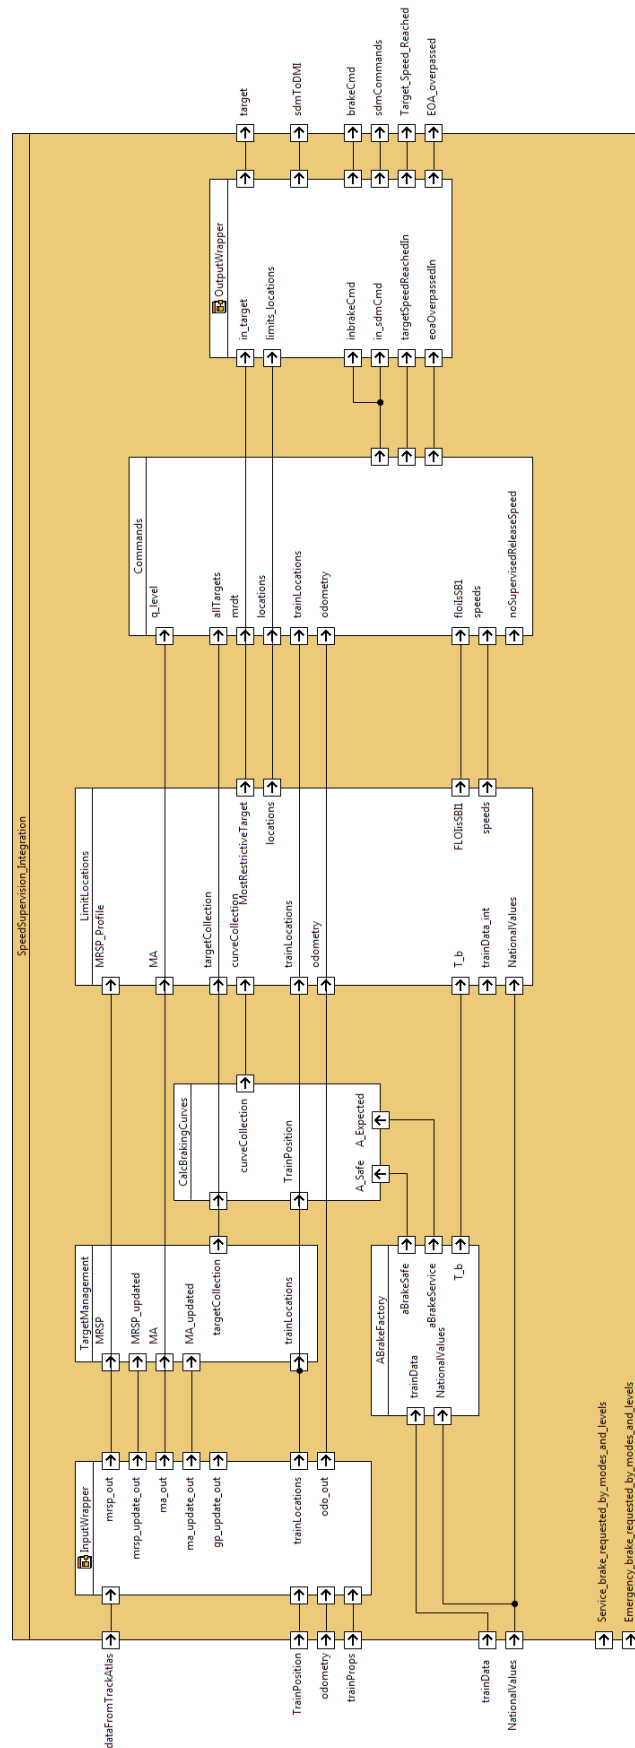 SpeedSupervision_Integration
dataFromTrackAtlas
TrainPosition
odometry
trainProps
trainData
NationalValues
Service_brake_requested_by_modes_and_levels
Emergency_brake_requested_by_modes_and_levels
InputWrapper
mrsp_out
mrsp_update_out
ma_out
ma_update_out
gp_update_out
trainLocations
odo_out
TargetManagement
MRSP
MRSP_updated
MA
MA_updated
targetCollection
trainLocations
ABrakeFactory
trainData
NationalValues
aBrakeSafe
aBrakeService
T_b
CalcBrakingCurves
curveCollection
TrainPosition
A_Safe
A_Expected
LimitLocations
MRSP_Profile
MA
targetCollection
curveCollection
MostRestrictiveTarget
locations
trainLocations
odometry
T_b
FLOIisSBI1
trainData_int
speeds
NationalValues
Commands
q_level
allTargets
mrdt
locations
trainLocations
odometry
floiIsSB1
speeds
noSupervisedReleaseSpeed
OutputWrapper
in_target
limits_locations
inbrakeCmd
in_sdmCmd
targetSpeedReachedIn
eoaOverpassedIn
target
sdmToDMI
brakeCmd
sdmCommands
Target_Speed_Reached
EOA_overpassed